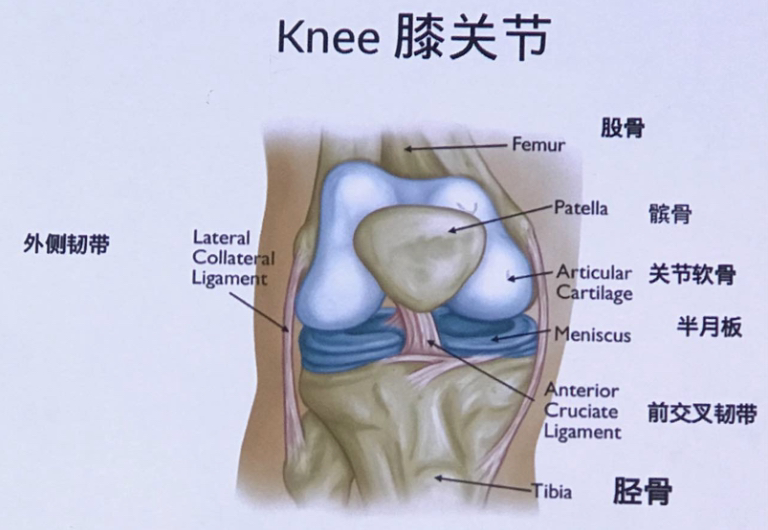 Knee 膝关节
股骨
Femur
Patella 髌骨
外侧韧带
Lateral
Collateral
Ligament
Articular
Cartilage
关节软骨
Meniscus 半月板
Anterior
Cruciate
Ligament
前交叉韧带
Tibia 胫骨